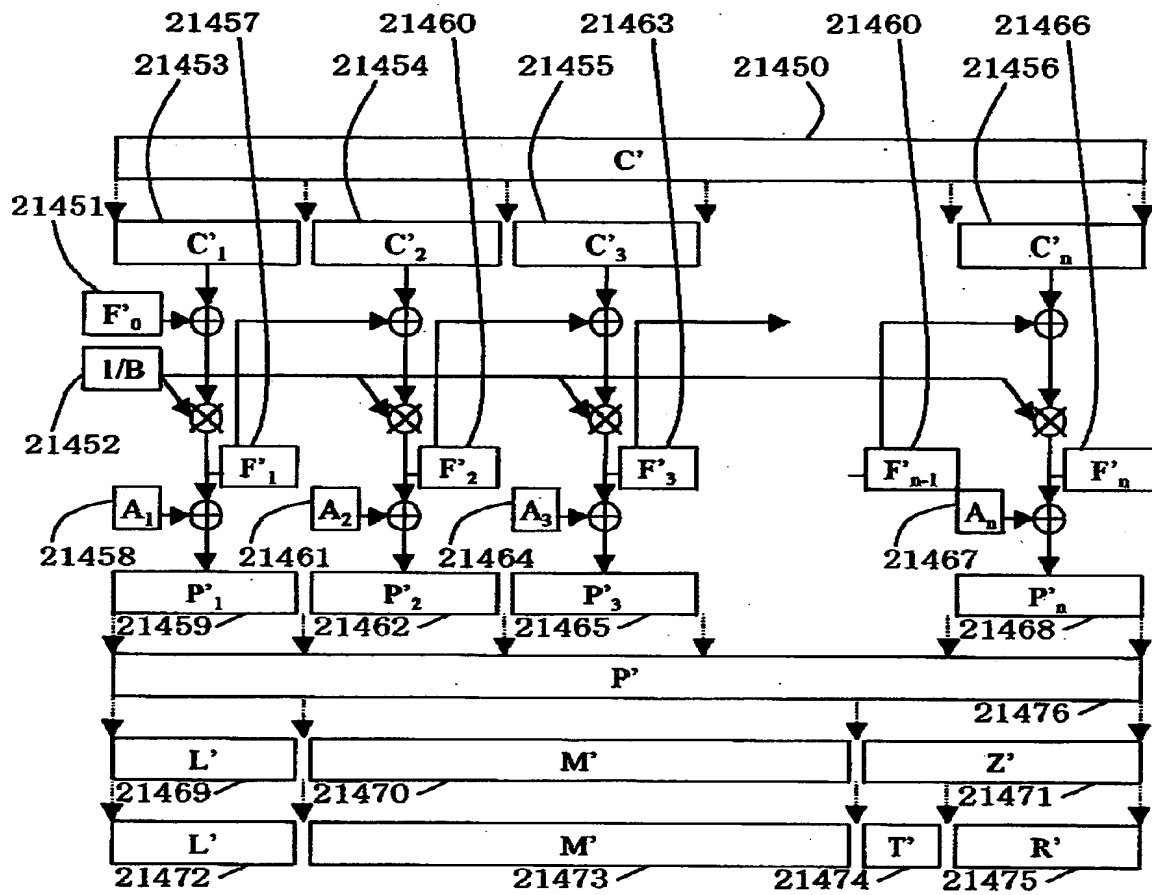 21457 21460 21463 21460 21466
21453 21454 21455 21450 21456
C'
21451
C'₁ C'₂ C'₃ C'ₙ
F'₀
1/B
21452
F'₁ F'₂ F'₃ F'ₙ₋₁ F'ₙ
A₁ A₂ A₃ Aₙ
21458 21461 21464 21467
P'₁ P'₂ P'₃ P'ₙ
21459 21462 21465 21468
P'
21476
L' M' Z'
21469 21470 21471
L' M' T' R'
21472 21473 21474 21475